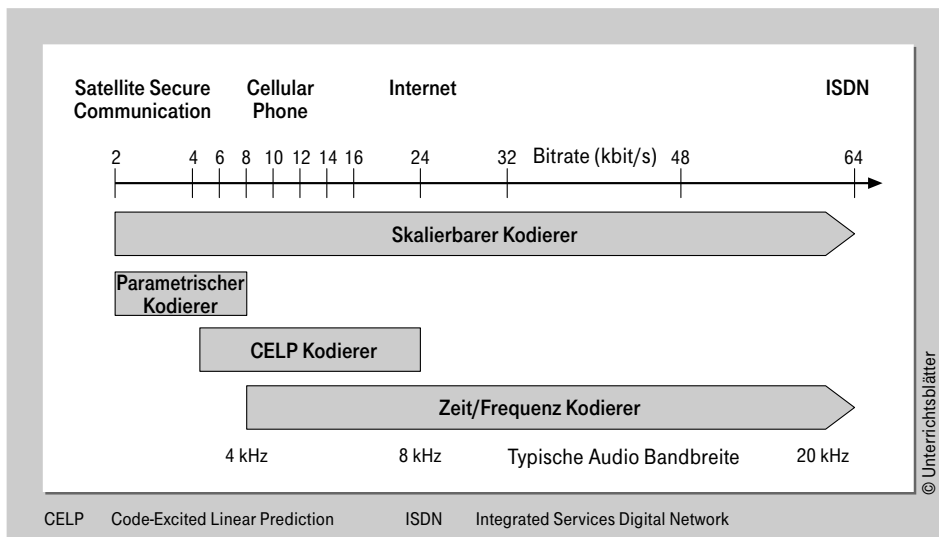 Satellite Secure Cellular Internet ISDN
Communication Phone
2 4 6 8 10 12 14 16 24 32 Bitrate (kbit/s) 48 64
Skalierbarer Kodierer
Parametrischer
Kodierer
CELP Kodierer
Zeit/Frequenz Kodierer
4 kHz 8 kHz Typische Audio Bandbreite 20 kHz
© Unterrichtsblätter
CELP Code-Excited Linear Prediction ISDN Integrated Services Digital Network